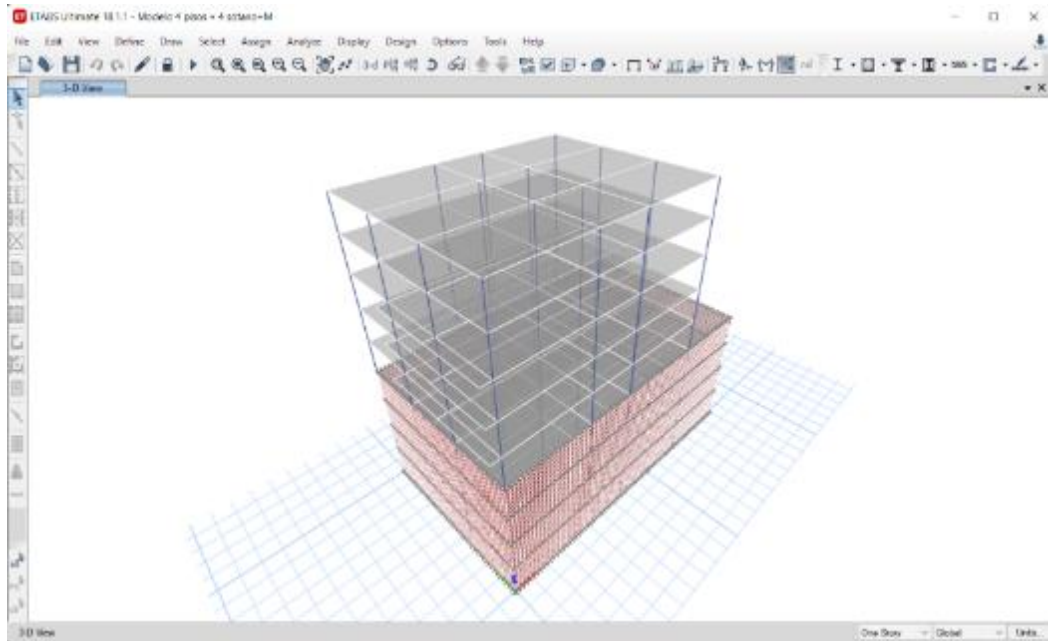 ETABS Ultimate 18.1.1 - Modelo 4 pisos + 4 sotano+M
File Edit View Define Draw Select Assign Analyze Display Design Options Tools Help
3-d
3-D View
3-D View
One Story Global Units...